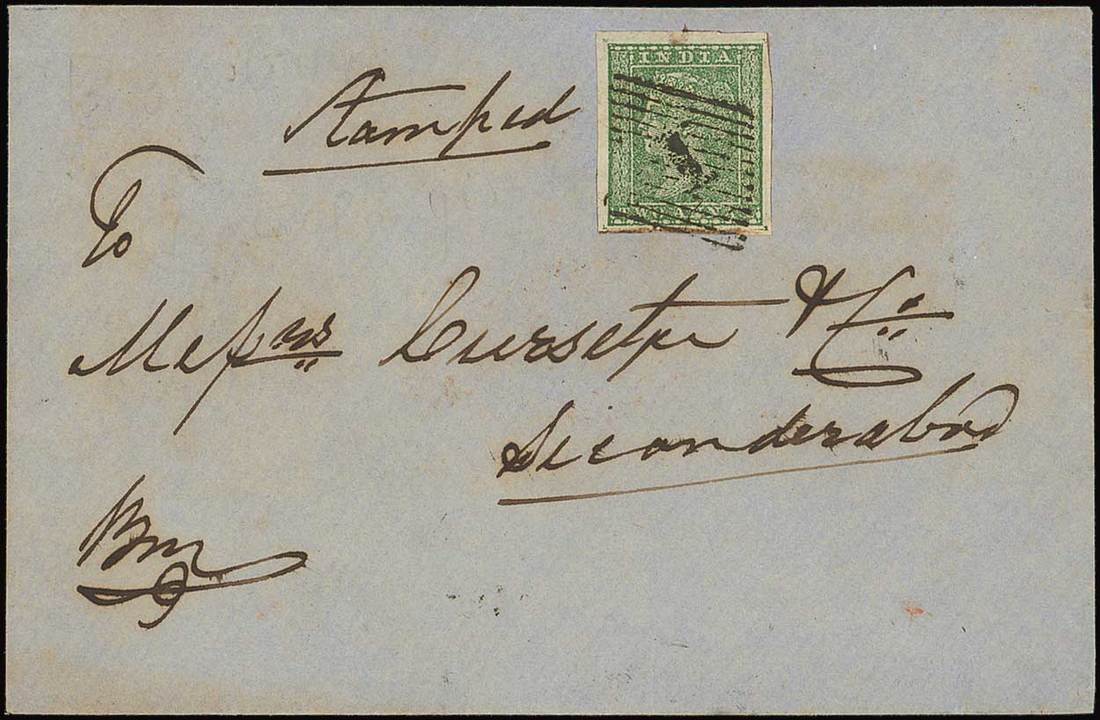 INDIA
Stamped
To
Messrs Cursetjee & Co
Secunderabad